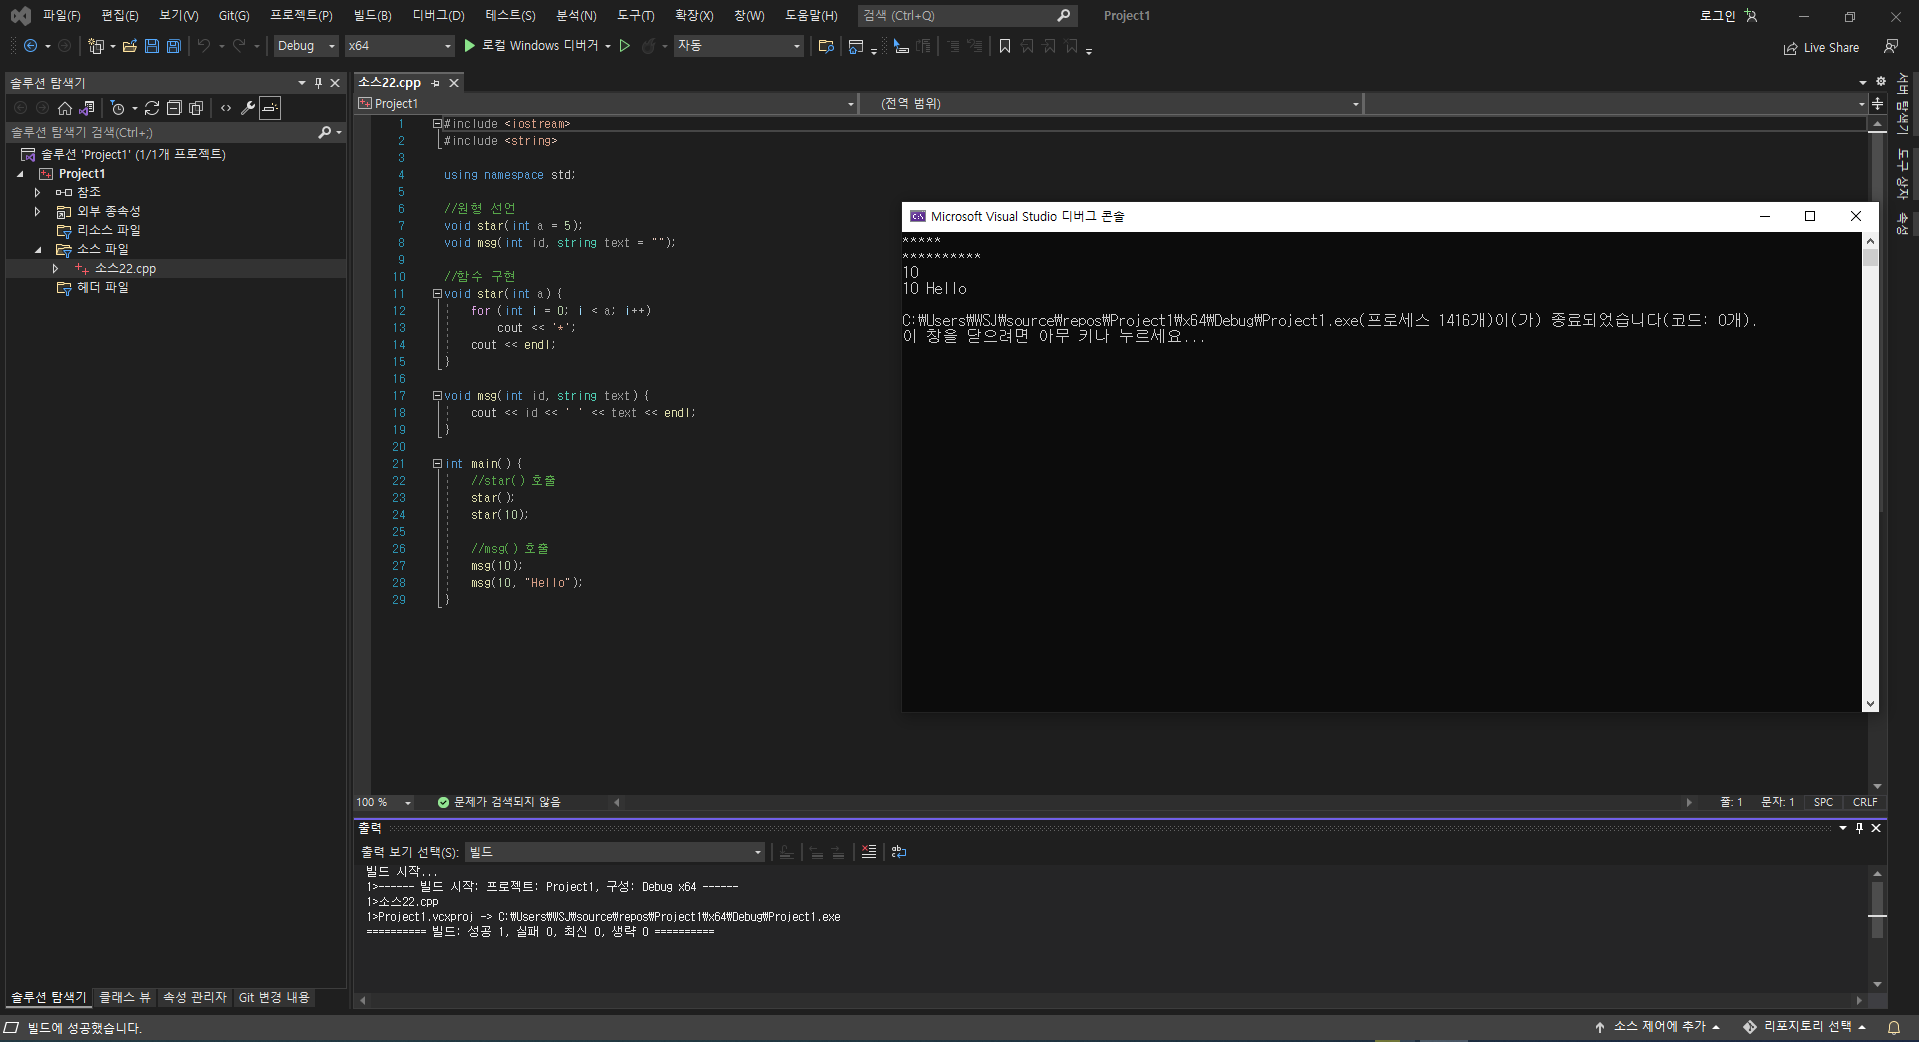 파일(F) 편집(E) 보기(V) Git(G) 프로젝트(P) 빌드(B) 디버그(D) 테스트(S) 분석(N) 도구(T) 확장(X) 창(W) 도움말(H) 검색 (Ctrl+Q) Project1 로그인
Debug x64 로컬 Windows 디버거 자동 Live Share
솔루션 탐색기
솔루션 탐색기 검색(Ctrl+;)
솔루션 'Project1' (1/1개 프로젝트)
Project1
참조
외부 종속성
리소스 파일
소스 파일
소스22.cpp
헤더 파일
솔루션 탐색기 클래스 뷰 속성 관리자 Git 변경 내용
소스22.cpp
Project1 (전역 범위)
1 #include <iostream>
2 #include <string>
3
4 using namespace std;
5
6 //원형 선언
7 void star(int a = 5);
8 void msg(int id, string text = "");
9
10 //함수 구현
11 void star(int a) {
12 for (int i = 0; i < a; i++)
13 cout << '*';
14 cout << endl;
15 }
16
17 void msg(int id, string text) {
18 cout << id << ' ' << text << endl;
19 }
20
21 int main() {
22 //star() 호출
23 star();
24 star(10);
25
26 //msg() 호출
27 msg(10);
28 msg(10, "Hello");
29 }
Microsoft Visual Studio 디버그 콘솔
*****
**********
10
10 Hello
C:₩Users₩WSJ₩source₩repos₩Project1₩x64₩Debug₩Project1.exe(프로세스 1416개)이(가) 종료되었습니다(코드: 0개).
이 창을 닫으려면 아무 키나 누르세요...
서버 탐색기
도구 상자
속성
100 % 문제가 검색되지 않음 줄: 1 문자: 1 SPC CRLF
출력
출력 보기 선택(S): 빌드
빌드 시작...
1>------ 빌드 시작: 프로젝트: Project1, 구성: Debug x64 ------
1>소스22.cpp
1>Project1.vcxproj -> C:₩Users₩WSJ₩source₩repos₩Project1₩x64₩Debug₩Project1.exe
========== 빌드: 성공 1, 실패 0, 최신 0, 생략 0 ==========
빌드에 성공했습니다. 소스 제어에 추가 리포지토리 선택